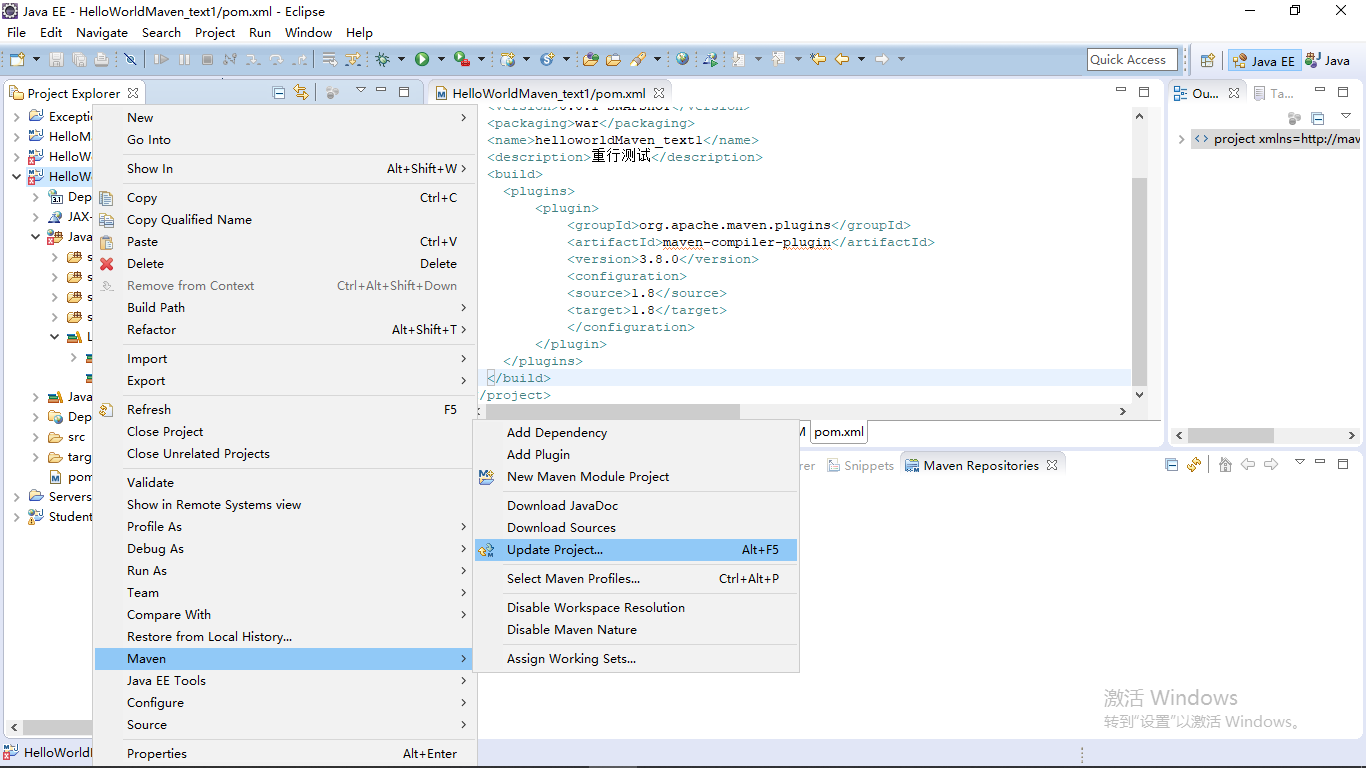 Java EE - HelloWorldMaven_text1/pom.xml - Eclipse
File Edit Navigate Search Project Run Window Help
Quick Access
Java EE
Java
Project Explorer
HelloWorldMaven_text1/pom.xml
Ou...
Ta...
project xmlns=http://mav
Excepti
HelloM
HelloW
HelloW
Dep
JAX-
Java
Java
Dep
src
targ
pom
Servers
Student
New
Go Into
Show In Alt+Shift+W
Copy Ctrl+C
Copy Qualified Name
Paste Ctrl+V
Delete Delete
Remove from Context Ctrl+Alt+Shift+Down
Build Path
Refactor Alt+Shift+T
Import
Export
Refresh F5
Close Project
Close Unrelated Projects
Validate
Show in Remote Systems view
Profile As
Debug As
Run As
Team
Compare With
Restore from Local History...
Maven
Java EE Tools
Configure
Source
Properties Alt+Enter
<version>0.0.1-SNAPSHOT</version>
<packaging>war</packaging>
<name>helloworldMaven_text1</name>
<description>重行测试</description>
<build>
<plugins>
<plugin>
<groupId>org.apache.maven.plugins</groupId>
<artifactId>maven-compiler-plugin</artifactId>
<version>3.8.0</version>
<configuration>
<source>1.8</source>
<target>1.8</target>
</configuration>
</plugin>
</plugins>
</build>
/project>
pom.xml
Add Dependency
Add Plugin
New Maven Module Project
Download JavaDoc
Download Sources
Update Project... Alt+F5
Select Maven Profiles... Ctrl+Alt+P
Disable Workspace Resolution
Disable Maven Nature
Assign Working Sets...
rer
Snippets
Maven Repositories
激活 Windows
转到“设置”以激活 Windows。
HelloWorld